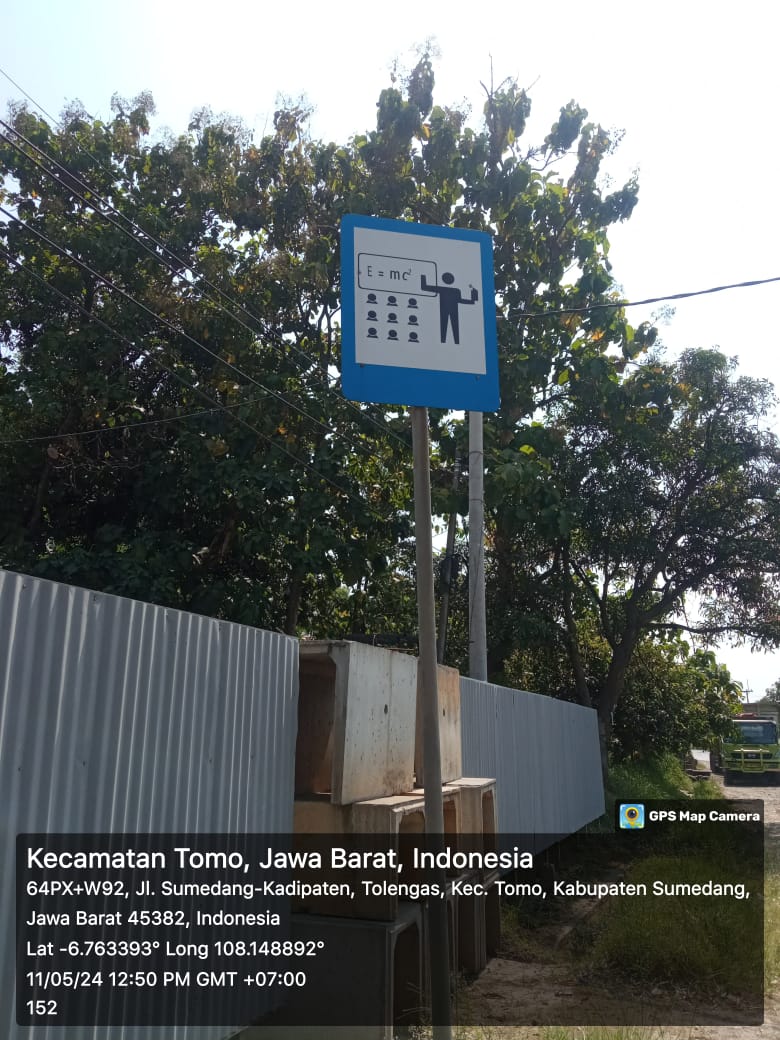 E = mc²
GPS Map Camera
Kecamatan Tomo, Jawa Barat, Indonesia
64PX+W92, Jl. Sumedang-Kadipaten, Tolengas, Kec. Tomo, Kabupaten Sumedang,
Jawa Barat 45382, Indonesia
Lat -6.763393° Long 108.148892°
11/05/24 12:50 PM GMT +07:00
152